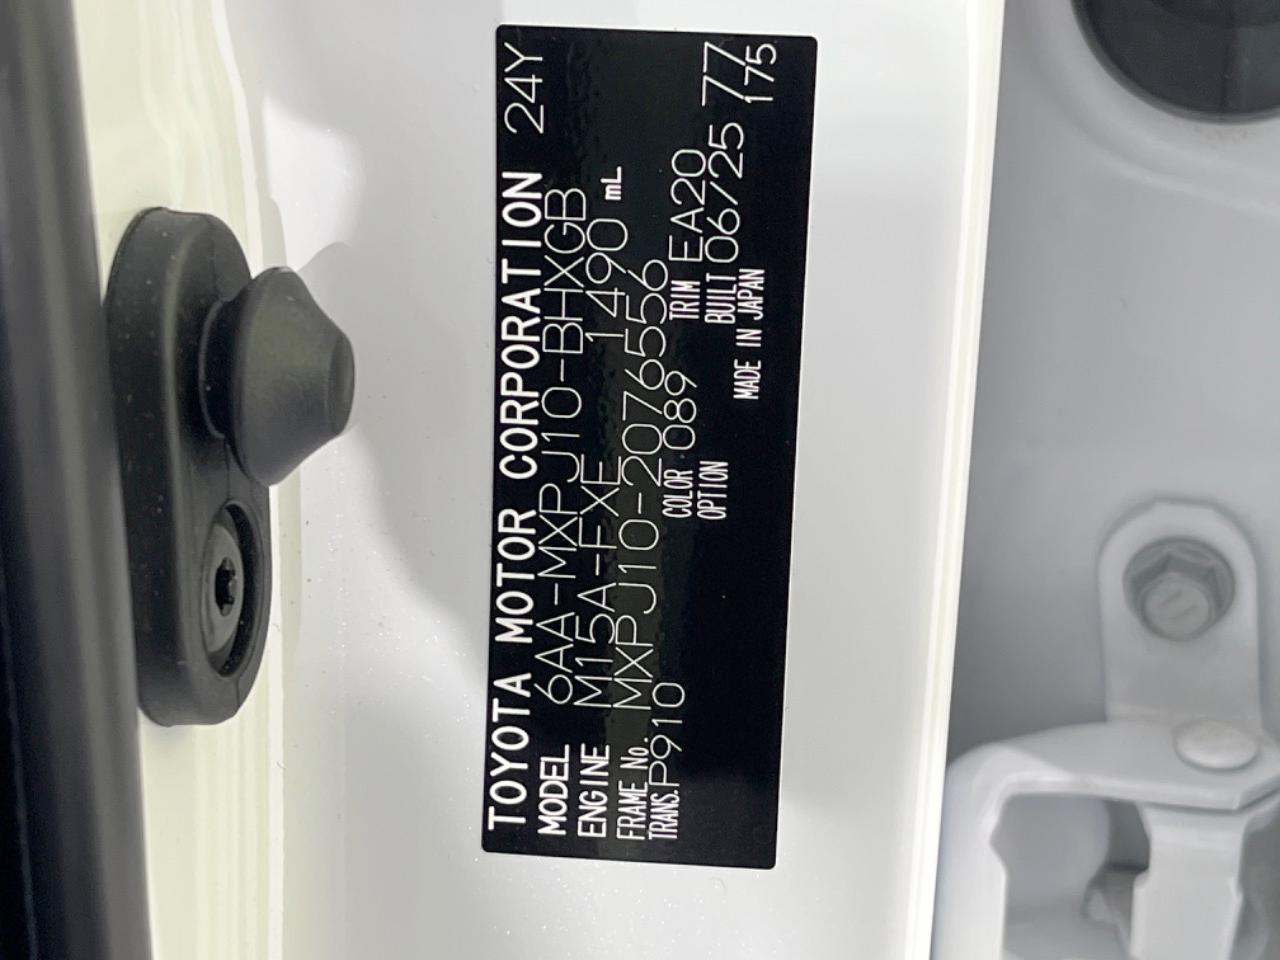 TOYOTA MOTOR CORPORATION 24Y
MODEL 6AA-MXPJ10-BHXGB
ENGINE M15A-FXE 1490 mL
FRAME No. MXPJ10-2076556
TRANS. P910 COLOR 089 TRIM EA20
OPTION BUILT 06/25 77
MADE IN JAPAN 175